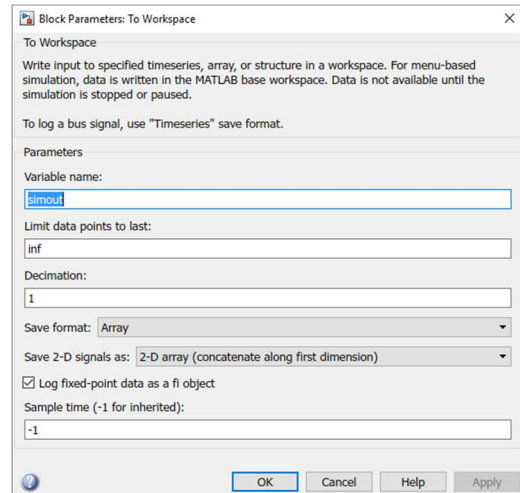 Block Parameters: To Workspace
To Workspace
Write input to specified timeseries, array, or structure in a workspace. For menu-based
simulation, data is written in the MATLAB base workspace. Data is not available until the
simulation is stopped or paused.
To log a bus signal, use "Timeseries" save format.
Parameters
Variable name:
simout
Limit data points to last:
inf
Decimation:
1
Save format: Array
Save 2-D signals as: 2-D array (concatenate along first dimension)
Log fixed-point data as a fi object
Sample time (-1 for inherited):
-1
OK Cancel Help Apply